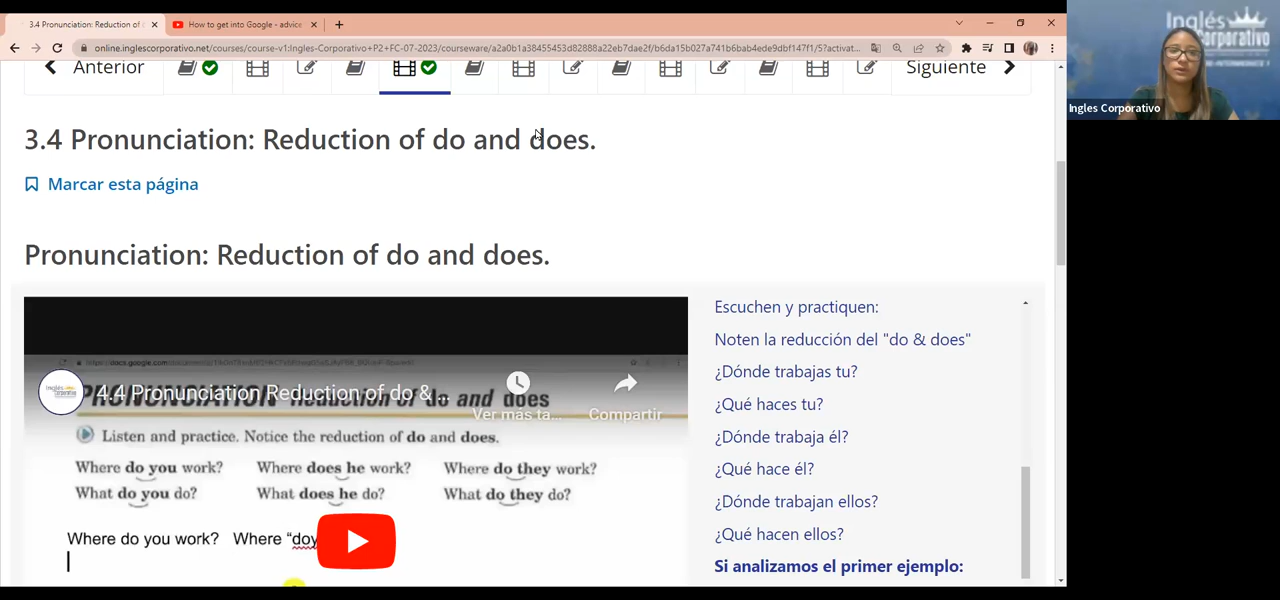 3.4 Pronunciation: Reduction of d
How to get into Google - advice
online.inglescorporativo.net/courses/course-v1:Ingles-Corporativo+P2+FC-07-2023/courseware/a2a0b1a38455453d82888a22eb7dae2f/b6da15b027a741b6bab4ede9dbf147f1/5?activat...
Inglés
Corporativo
Ingles Corporativo
Anterior
Siguiente
3.4 Pronunciation: Reduction of do and does.
Marcar esta página
Pronunciation: Reduction of do and does.
4.4 Pronunciation Reduction of do & ...
PRONUNCIATION Reduction of do and does
Ver más ta...
Compartir
Listen and practice. Notice the reduction of do and does.
Where do you work? Where does he work? Where do they work?
What do you do? What does he do? What do they do?
Where do you work? Where "doy
Escuchen y practiquen:
Noten la reducción del "do & does"
¿Dónde trabajas tu?
¿Qué haces tu?
¿Dónde trabaja él?
¿Qué hace él?
¿Dónde trabajan ellos?
¿Qué hacen ellos?
Si analizamos el primer ejemplo: